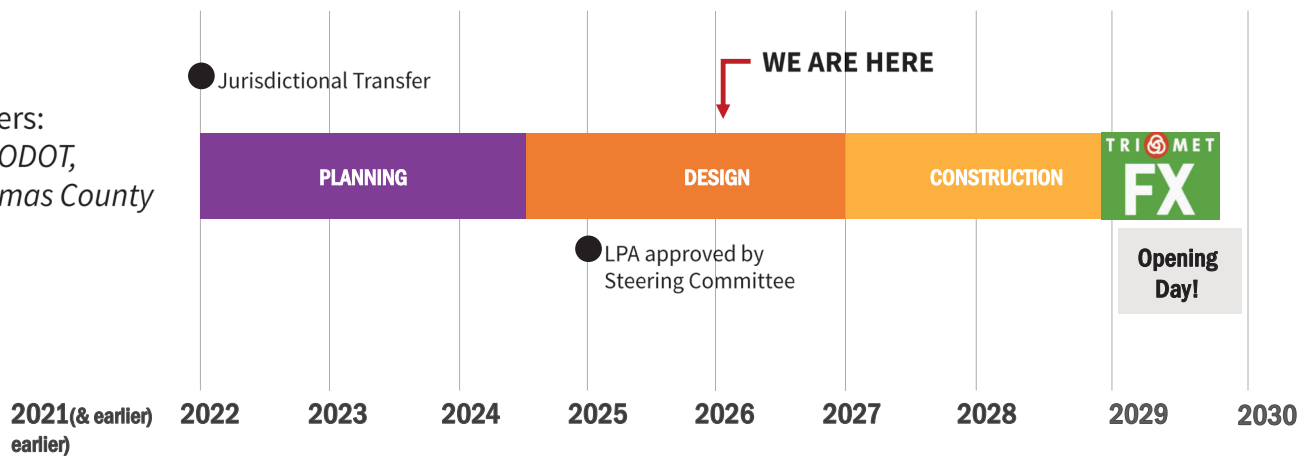 WE ARE HERE
Jurisdictional Transfer
ers:
ODOT,
mas County
PLANNING
DESIGN
CONSTRUCTION
TRI MET
FX
LPA approved by
Steering Committee
Opening
Day!
2021(& earlier)
earlier)
2022
2023
2024
2025
2026
2027
2028
2029
2030